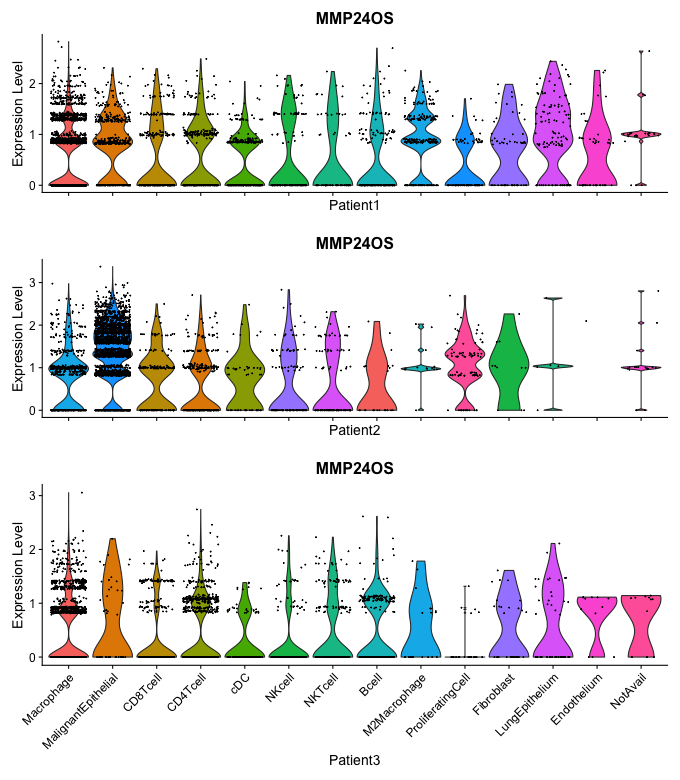 MMP24OS
Expression Level
2
1
0
Patient1
MMP24OS
Expression Level
3
2
1
0
Patient2
MMP24OS
Expression Level
3
2
1
0
Macrophage
MalignantEpithelial
CD8Tcell
CD4Tcell
cDC
NKcell
NKTcell
Bcell
M2Macrophage
ProliferatingCell
Fibroblast
LungEpithelium
Endothelium
NotAvail
Patient3